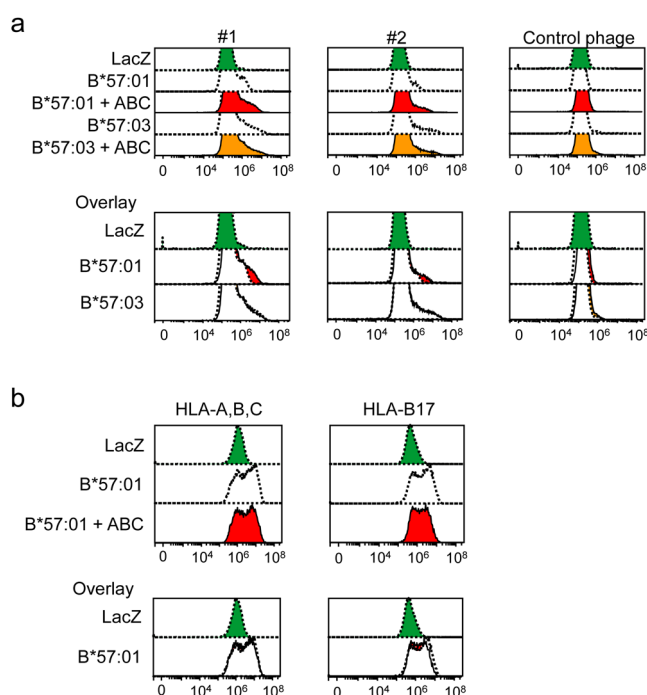 a
#1
#2
Control phage
LacZ
B*57:01
B*57:01 + ABC
B*57:03
B*57:03 + ABC
10⁴ 10⁶ 10⁸
0 10⁴ 10⁶ 10⁸
0 10⁴ 10⁶ 10⁸
Overlay
LacZ
B*57:01
B*57:03
0 10⁴ 10⁶ 10⁸
0 10⁴ 10⁶ 10⁸
0 10⁴ 10⁶ 10⁸
b
HLA-A,B,C
HLA-B17
LacZ
B*57:01
B*57:01 + ABC
0 10⁴ 10⁶ 10⁸
0 10⁴ 10⁶ 10⁸
Overlay
LacZ
B*57:01
0 10⁴ 10⁶ 10⁸
0 10⁴ 10⁶ 10⁸